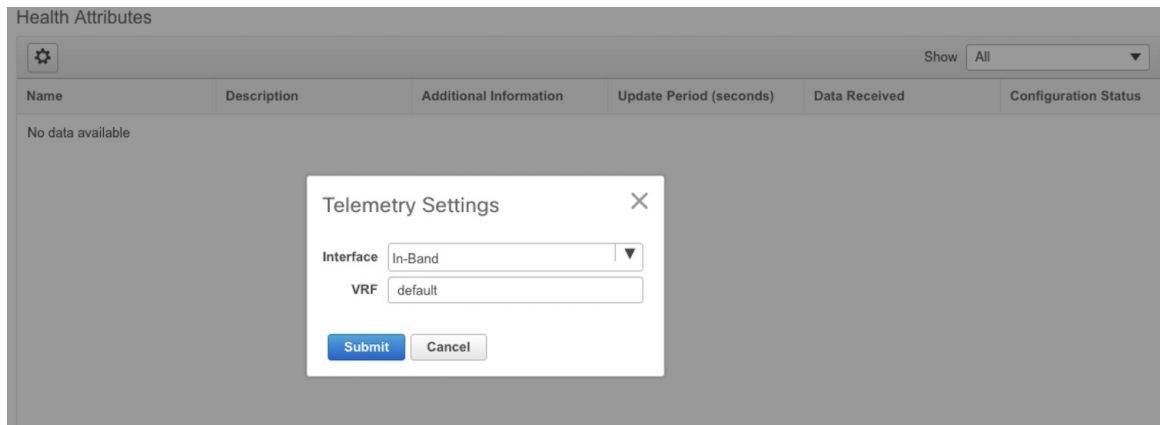 Health Attributes
Show All
Name Description Additional Information Update Period (seconds) Data Received Configuration Status
No data available
Telemetry Settings
Interface In-Band
VRF default
Submit Cancel